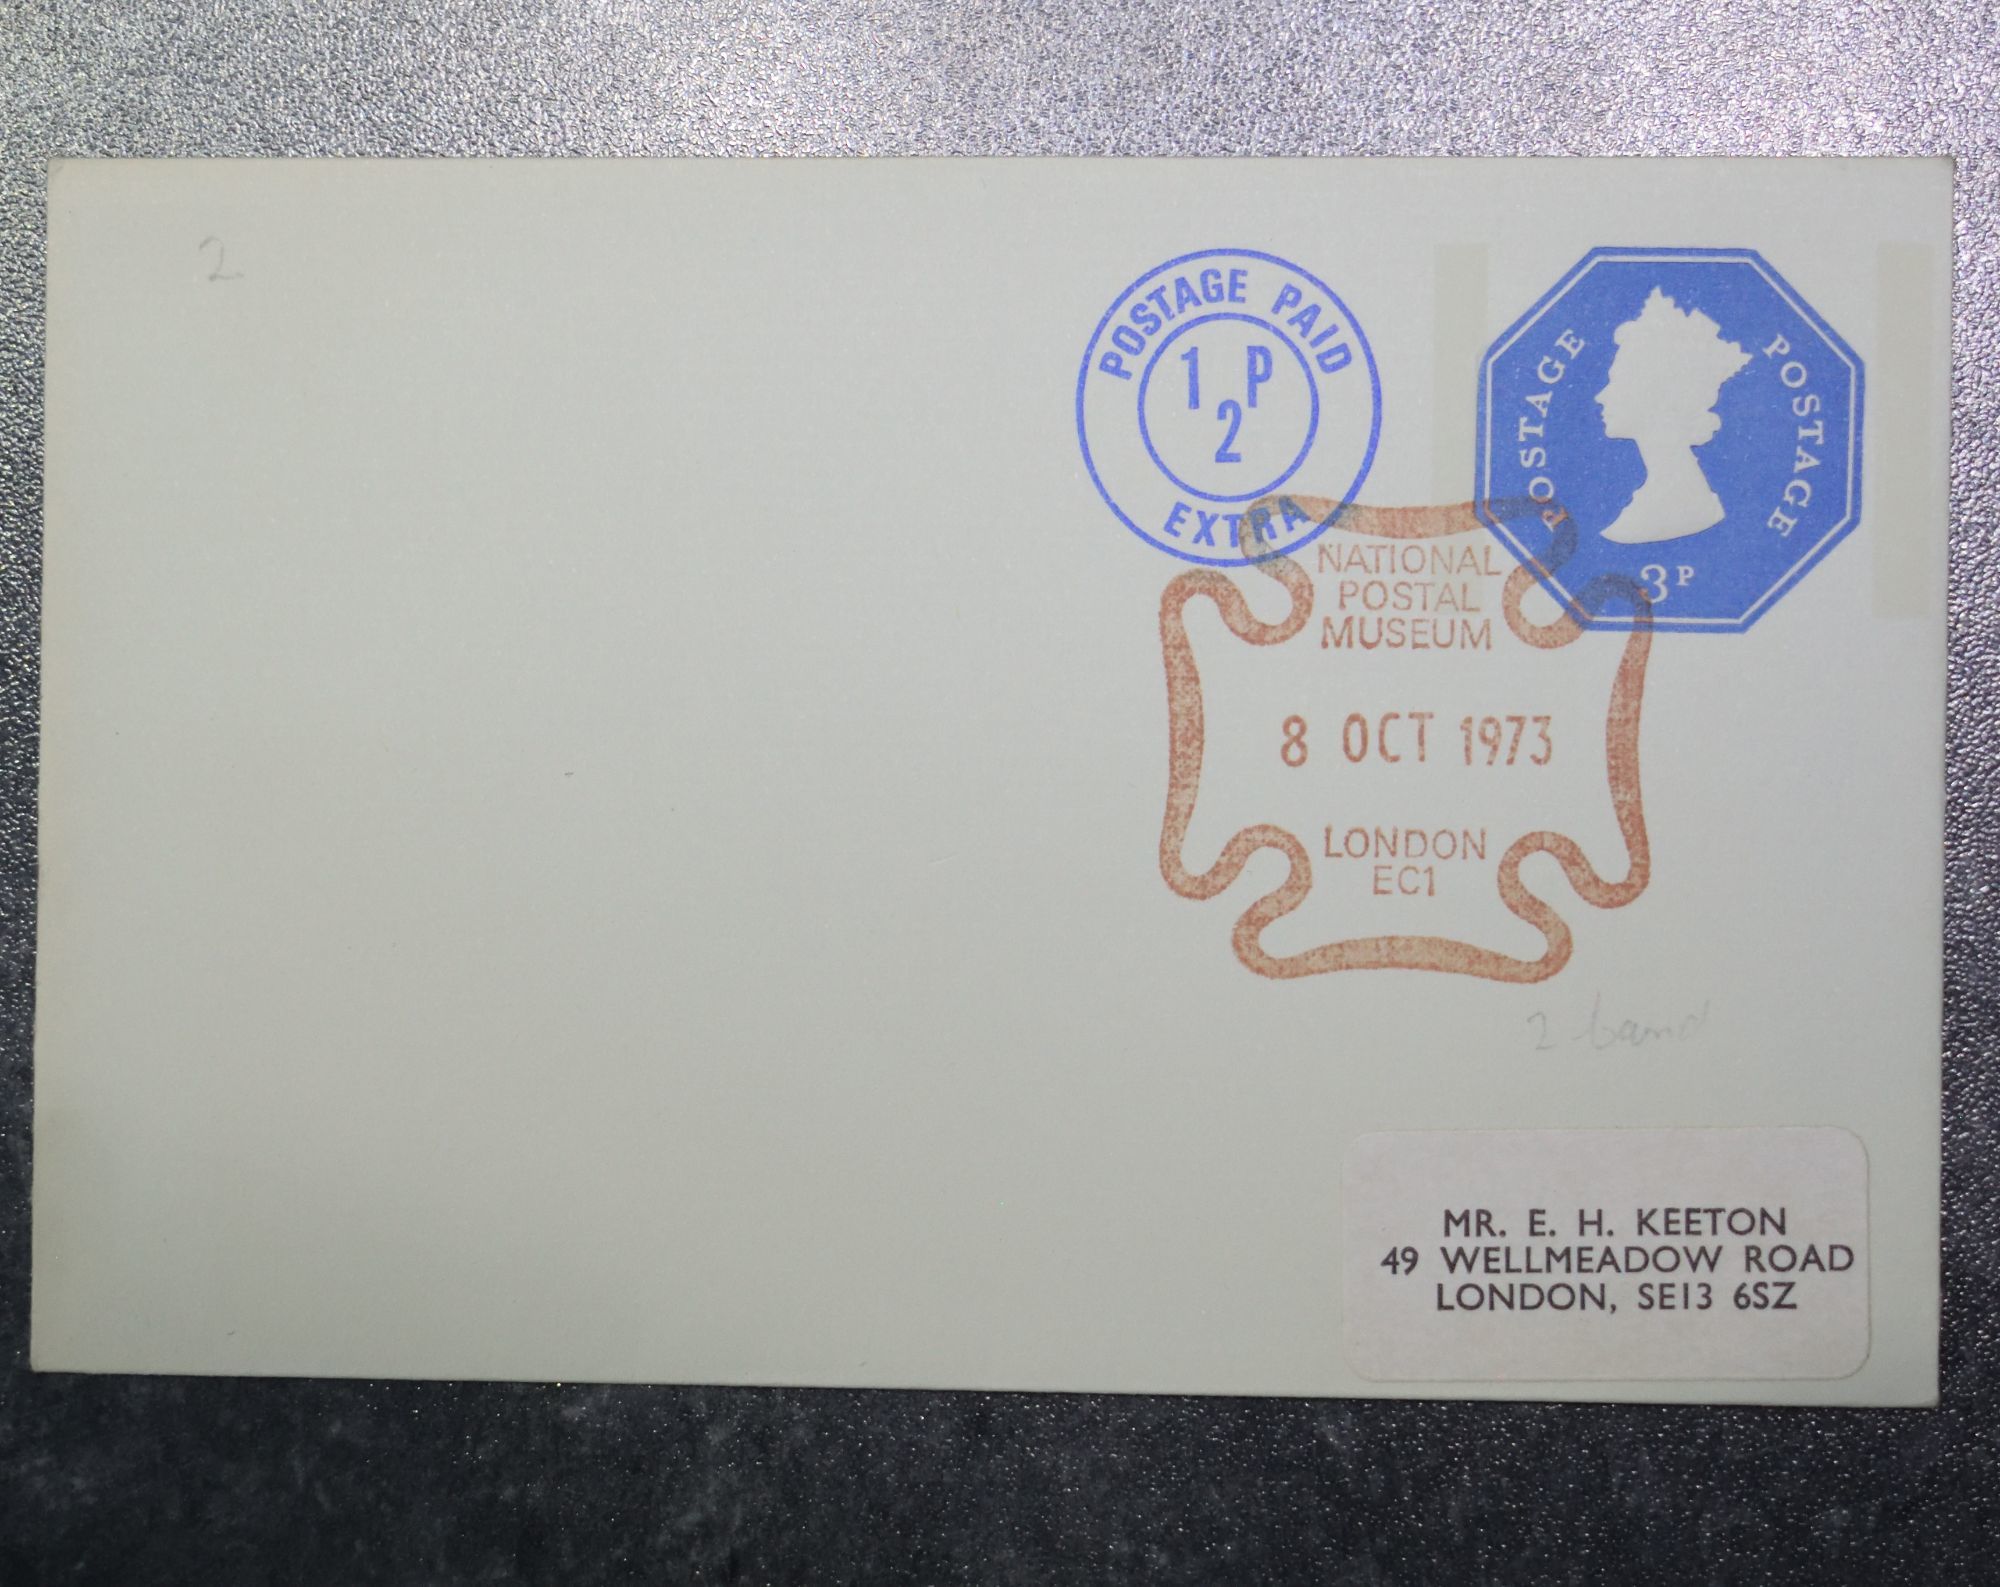 2
POSTAGE PAID
1 P
2
EXTRA
POSTAGE POSTAGE
3P
NATIONAL
POSTAL
MUSEUM
8 OCT 1973
LONDON
EC1
2 band
MR. E. H. KEETON
49 WELLMEADOW ROAD
LONDON, SE13 6SZ